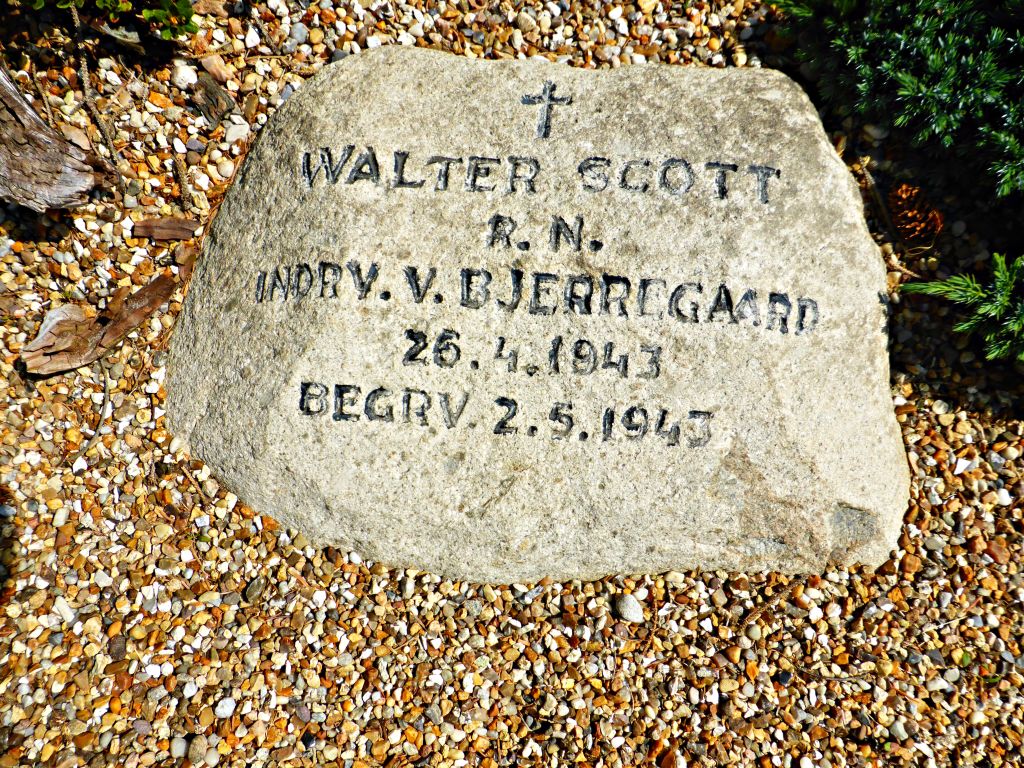 WALTER SCOTT
R. N.
INDRV. V. BJERREGAARD
26.4.1943
BEGRV. 2.5.1943